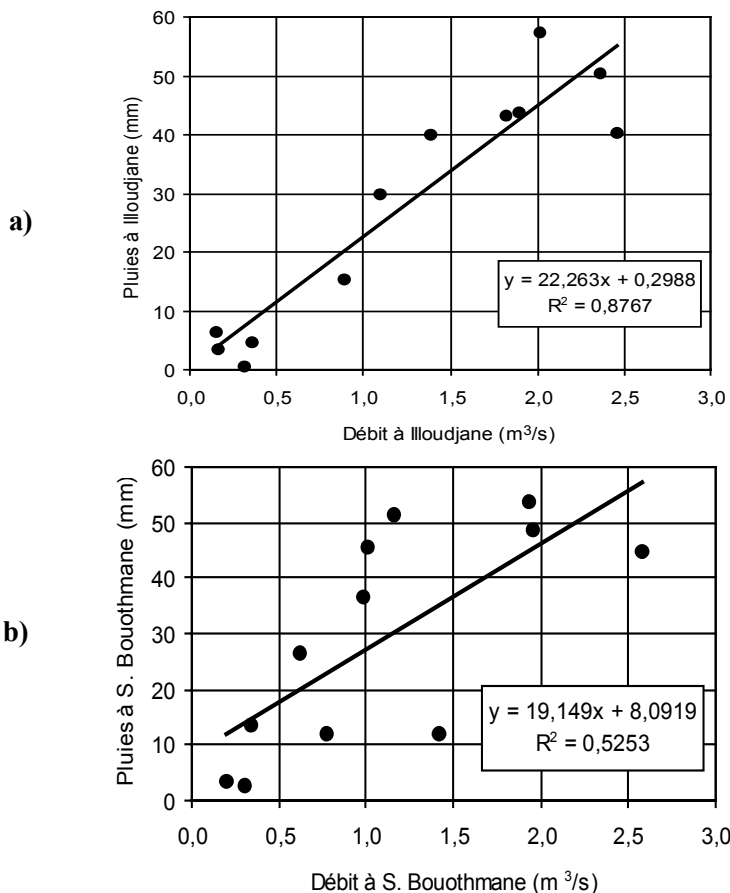 a)
Pluies à Illoudjane (mm)
60
50
40
30
20
10
0
y = 22,263x + 0,2988
R² = 0,8767
0,0 0,5 1,0 1,5 2,0 2,5 3,0
Débit à Illoudjane (m³/s)
b)
Pluies à S. Bouothmane (mm)
60
50
40
30
20
10
0
y = 19,149x + 8,0919
R² = 0,5253
0,0 0,5 1,0 1,5 2,0 2,5 3,0
Débit à S. Bouothmane (m ³/s)